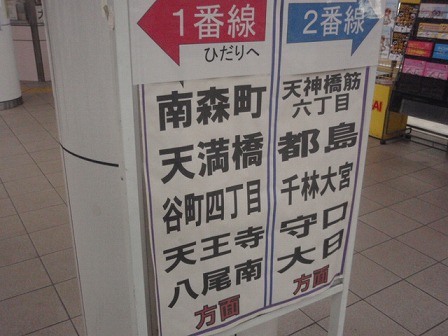 1番線
ひだりへ
南森町
天満橋
谷町四丁目
天王寺
八尾南
方面
2番線
天神橋筋
六丁目
都島
千林大宮
守口
大日
方面